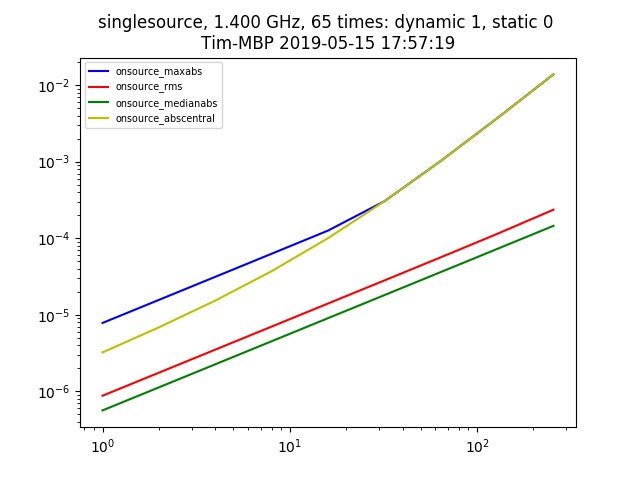 singlesource, 1.400 GHz, 65 times: dynamic 1, static 0
Tim-MBP 2019-05-15 17:57:19
onsource_maxabs
onsource_rms
onsource_medianabs
onsource_abscentral
10⁻²
10⁻³
10⁻⁴
10⁻⁵
10⁻⁶
10⁰ 10¹ 10²